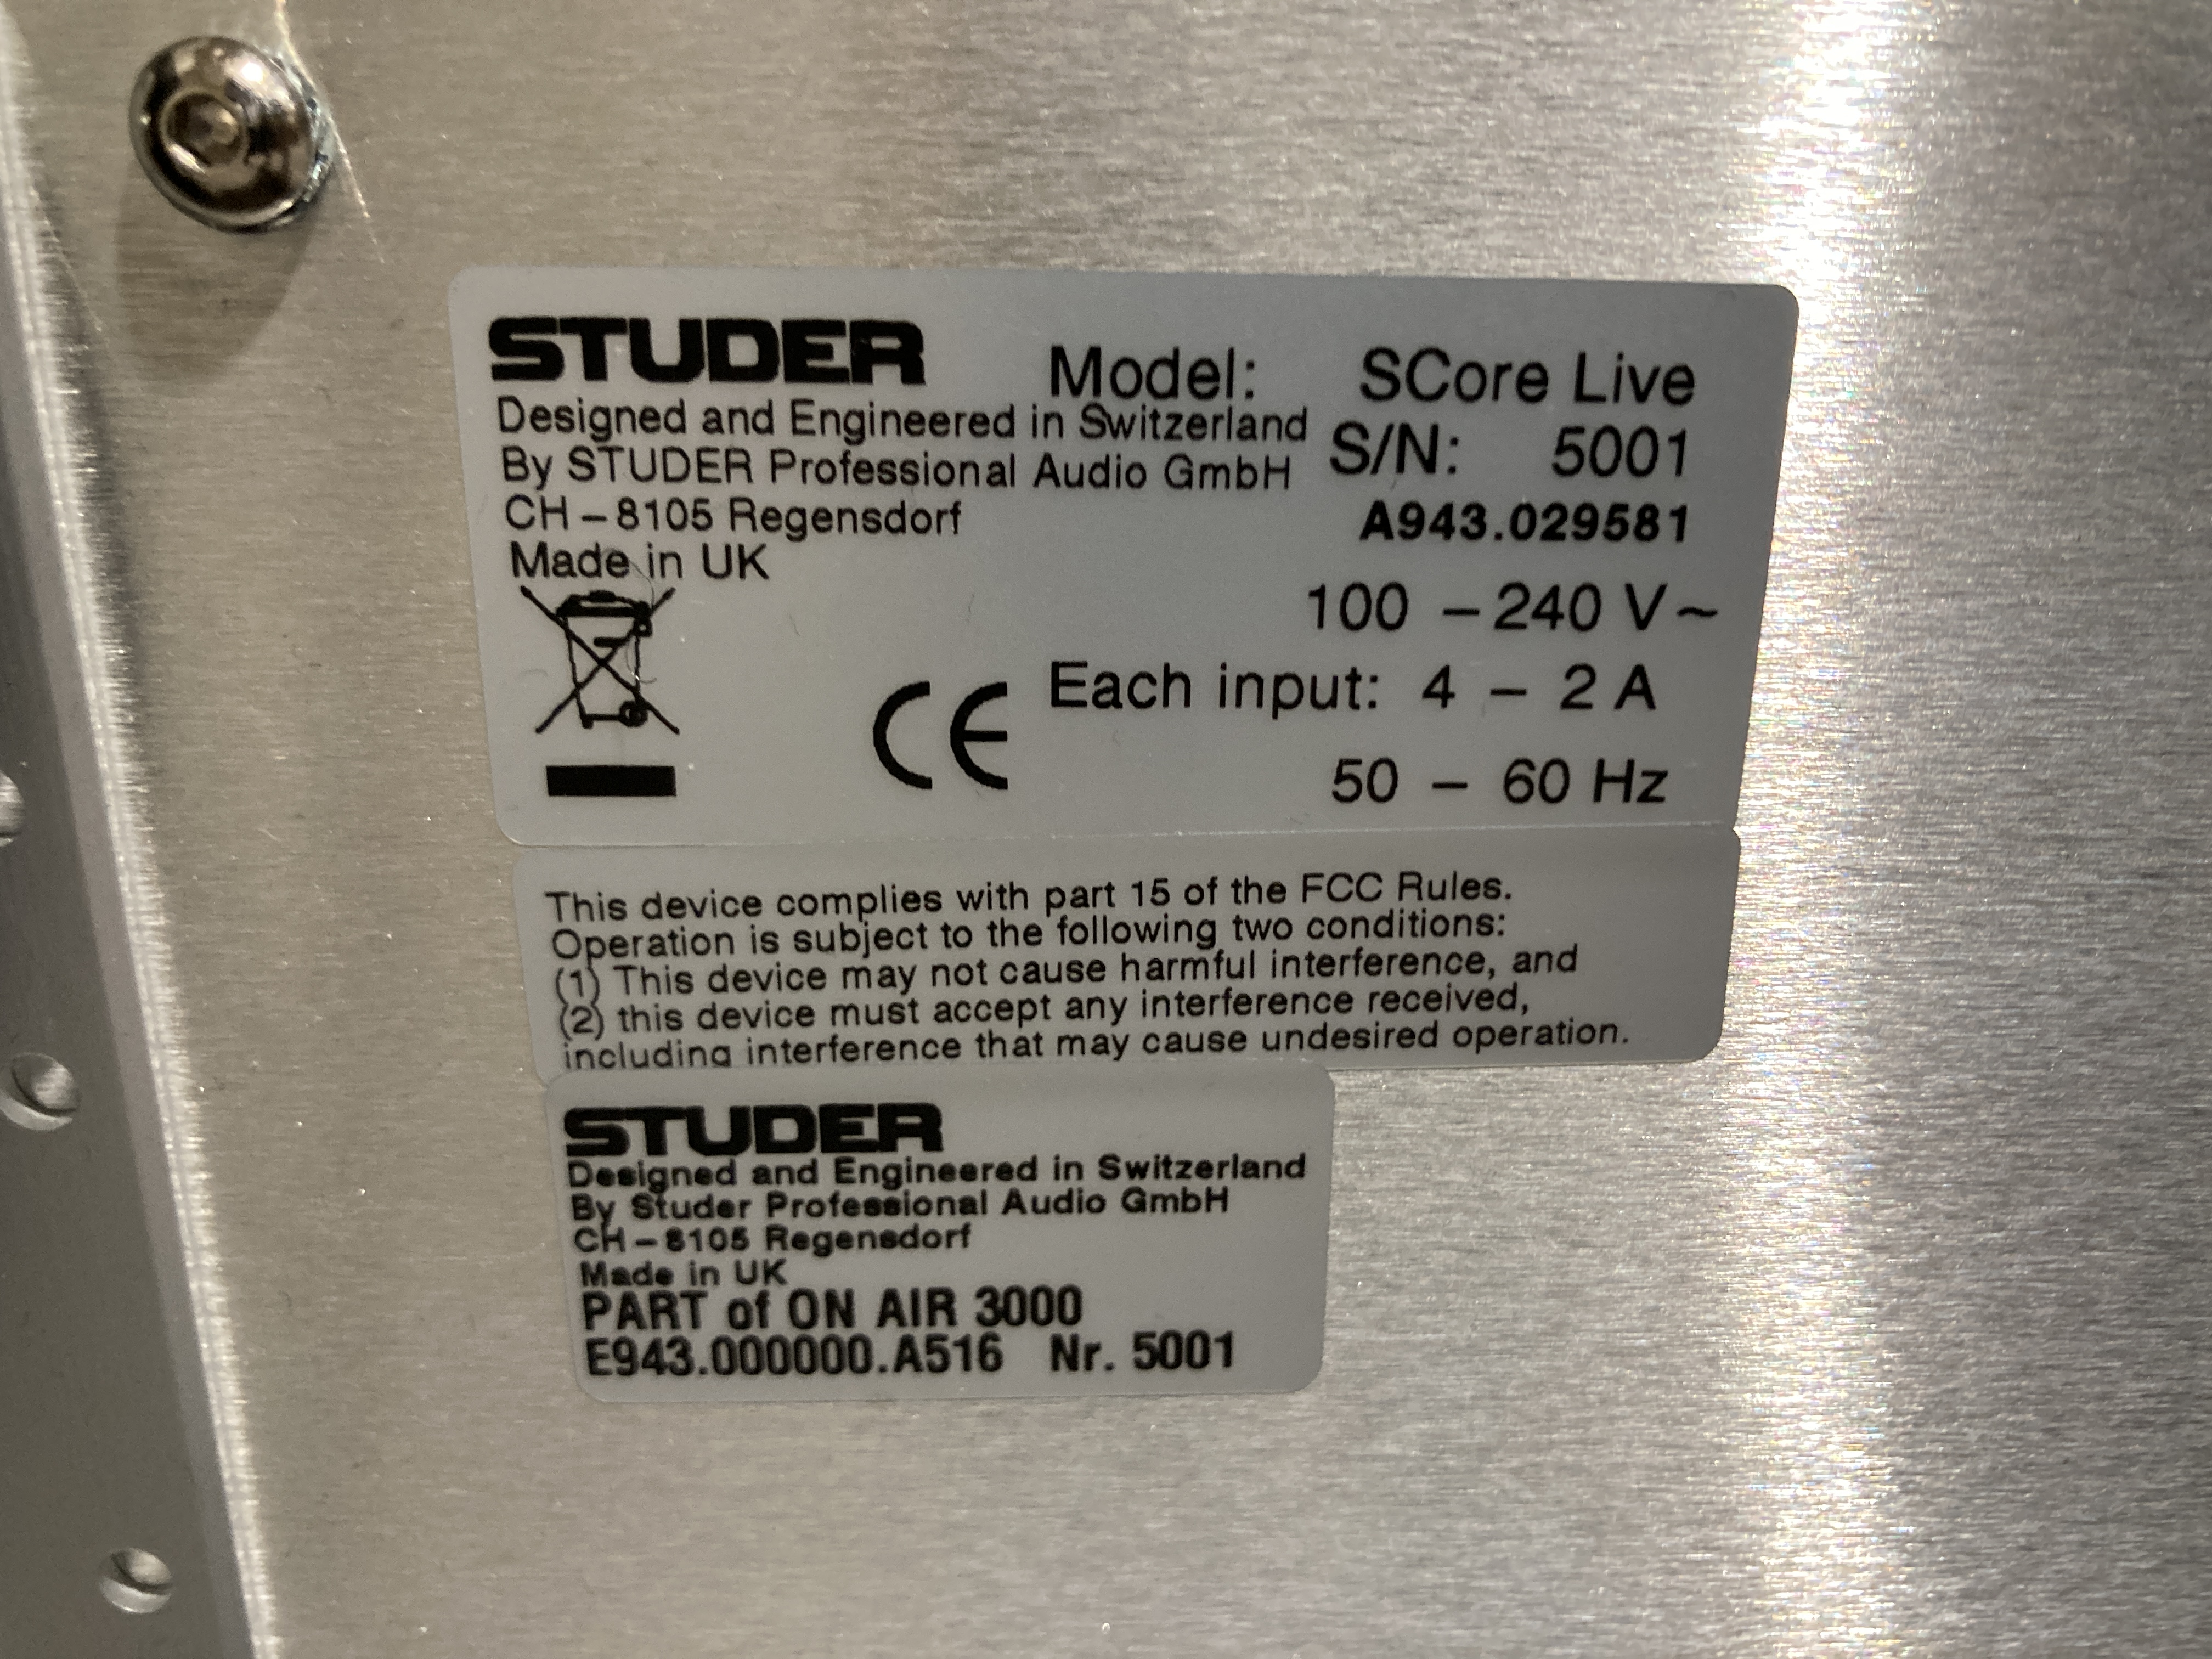 STUDER
Designed and Engineered in Switzerland
By STUDER Professional Audio GmbH
CH – 8105 Regensdorf
Made in UK
Model: SCore Live
S/N: 5001
A943.029581
100 – 240 V ~
Each input: 4 – 2 A
50 – 60 Hz
CE
This device complies with part 15 of the FCC Rules.
Operation is subject to the following two conditions:
(1) This device may not cause harmful interference, and
(2) this device must accept any interference received,
including interference that may cause undesired operation.
STUDER
Designed and Engineered in Switzerland
By Studer Professional Audio GmbH
CH – 8105 Regensdorf
Made in UK
PART of ON AIR 3000
E943.000000.A516 Nr. 5001